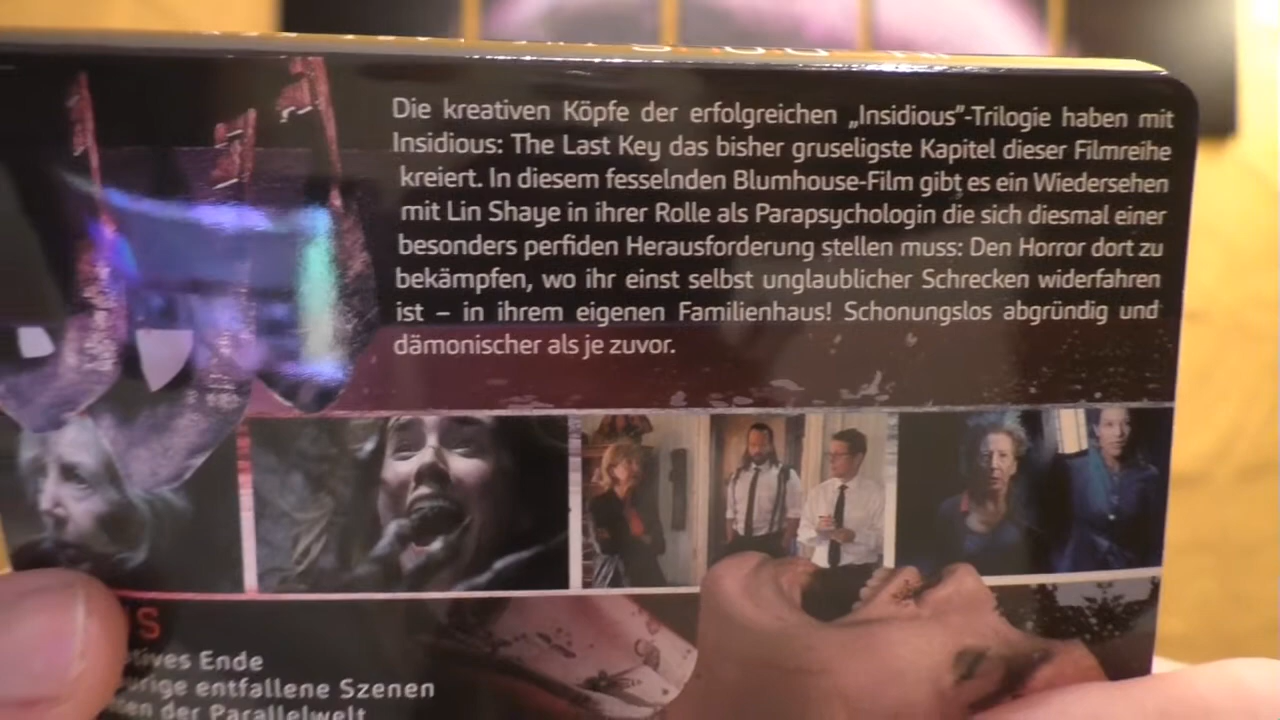 Die kreativen Köpfe der erfolgreichen „Insidious"-Trilogie haben mit
Insidious: The Last Key das bisher gruseligste Kapitel dieser Filmreihe
kreiert. In diesem fesselnden Blumhouse-Film gibt es ein Wiedersehen
mit Lin Shaye in ihrer Rolle als Parapsychologin die sich diesmal einer
besonders perfiden Herausforderung stellen muss: Den Horror dort zu
bekämpfen, wo ihr einst selbst unglaublicher Schrecken widerfahren
ist – in ihrem eigenen Familienhaus! Schonungslos abgründig und
dämonischer als je zuvor.
S
tives Ende
rige entfallene Szenen
sen der Parallelwelt